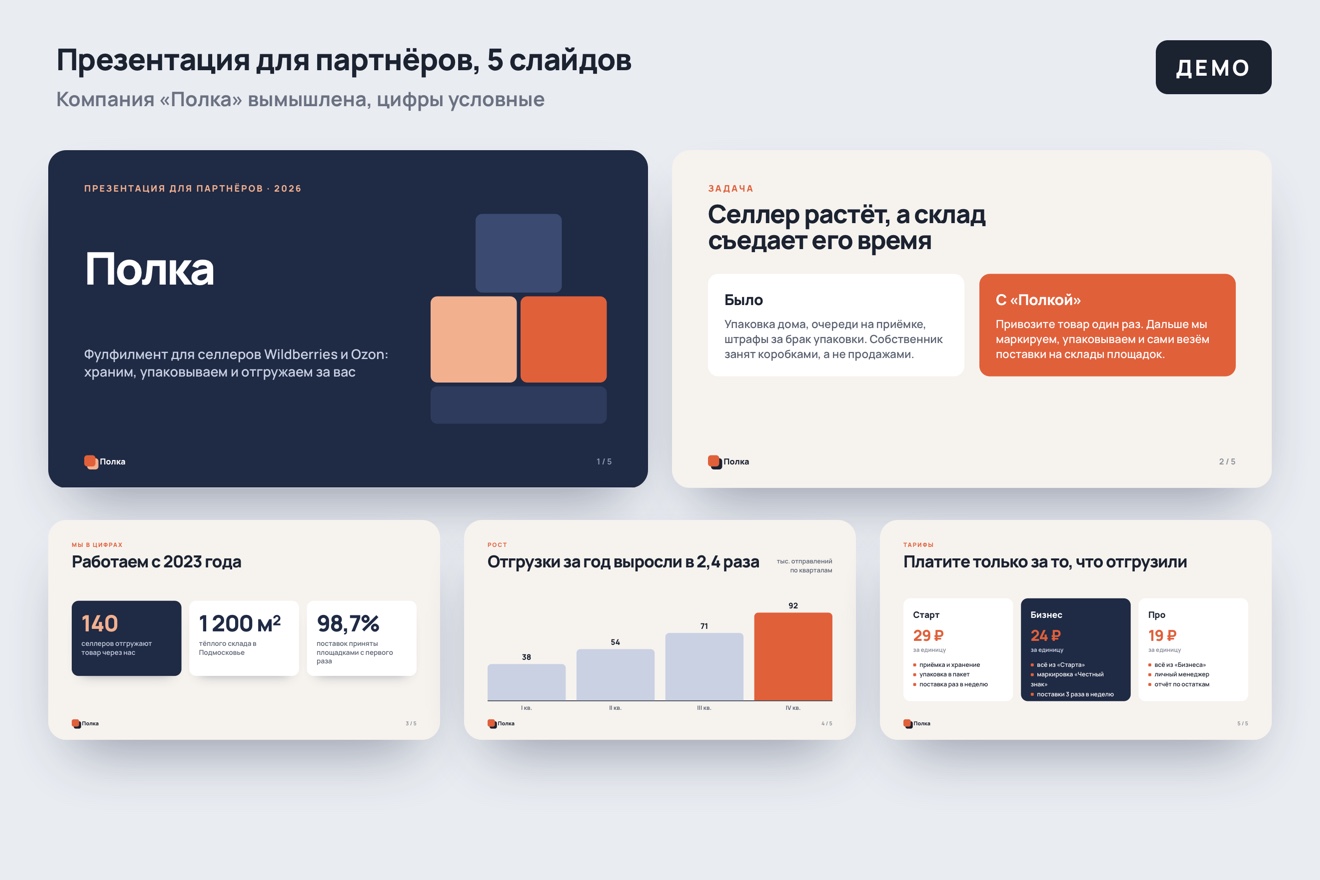 Презентация для партнёров, 5 слайдов
Компания «Полка» вымышлена, цифры условные
ДЕМО
ПРЕЗЕНТАЦИЯ ДЛЯ ПАРТНЁРОВ · 2026
Полка
Фулфилмент для селлеров Wildberries и Ozon:
храним, упаковываем и отгружаем за вас
Полка
1 / 5
ЗАДАЧА
Селлер растёт, а склад
съедает его время
Было
Упаковка дома, очереди на приёмке,
штрафы за брак упаковки. Собственник
занят коробками, а не продажами.
С «Полкой»
Привозите товар один раз. Дальше мы
маркируем, упаковываем и сами везём
поставки на склады площадок.
Полка
2 / 5
МЫ В ЦИФРАХ
Работаем с 2023 года
140
селлеров отгружают
товар через нас
1 200 м²
тёплого склада в
Подмосковье
98,7%
поставок приняты
площадками с первого
раза
Полка
3 / 5
РОСТ
Отгрузки за год выросли в 2,4 раза
тыс. отправлений
по кварталам
38
54
71
92
I кв.
II кв.
III кв.
IV кв.
Полка
4 / 5
ТАРИФЫ
Платите только за то, что отгрузили
Старт
29 ₽
за единицу
приёмка и хранение
упаковка в пакет
поставка раз в неделю
Бизнес
24 ₽
за единицу
всё из «Старта»
маркировка «Честный
знак»
поставки 3 раза в неделю
Про
19 ₽
за единицу
всё из «Бизнеса»
личный менеджер
отчёт по остаткам
Полка
5 / 5